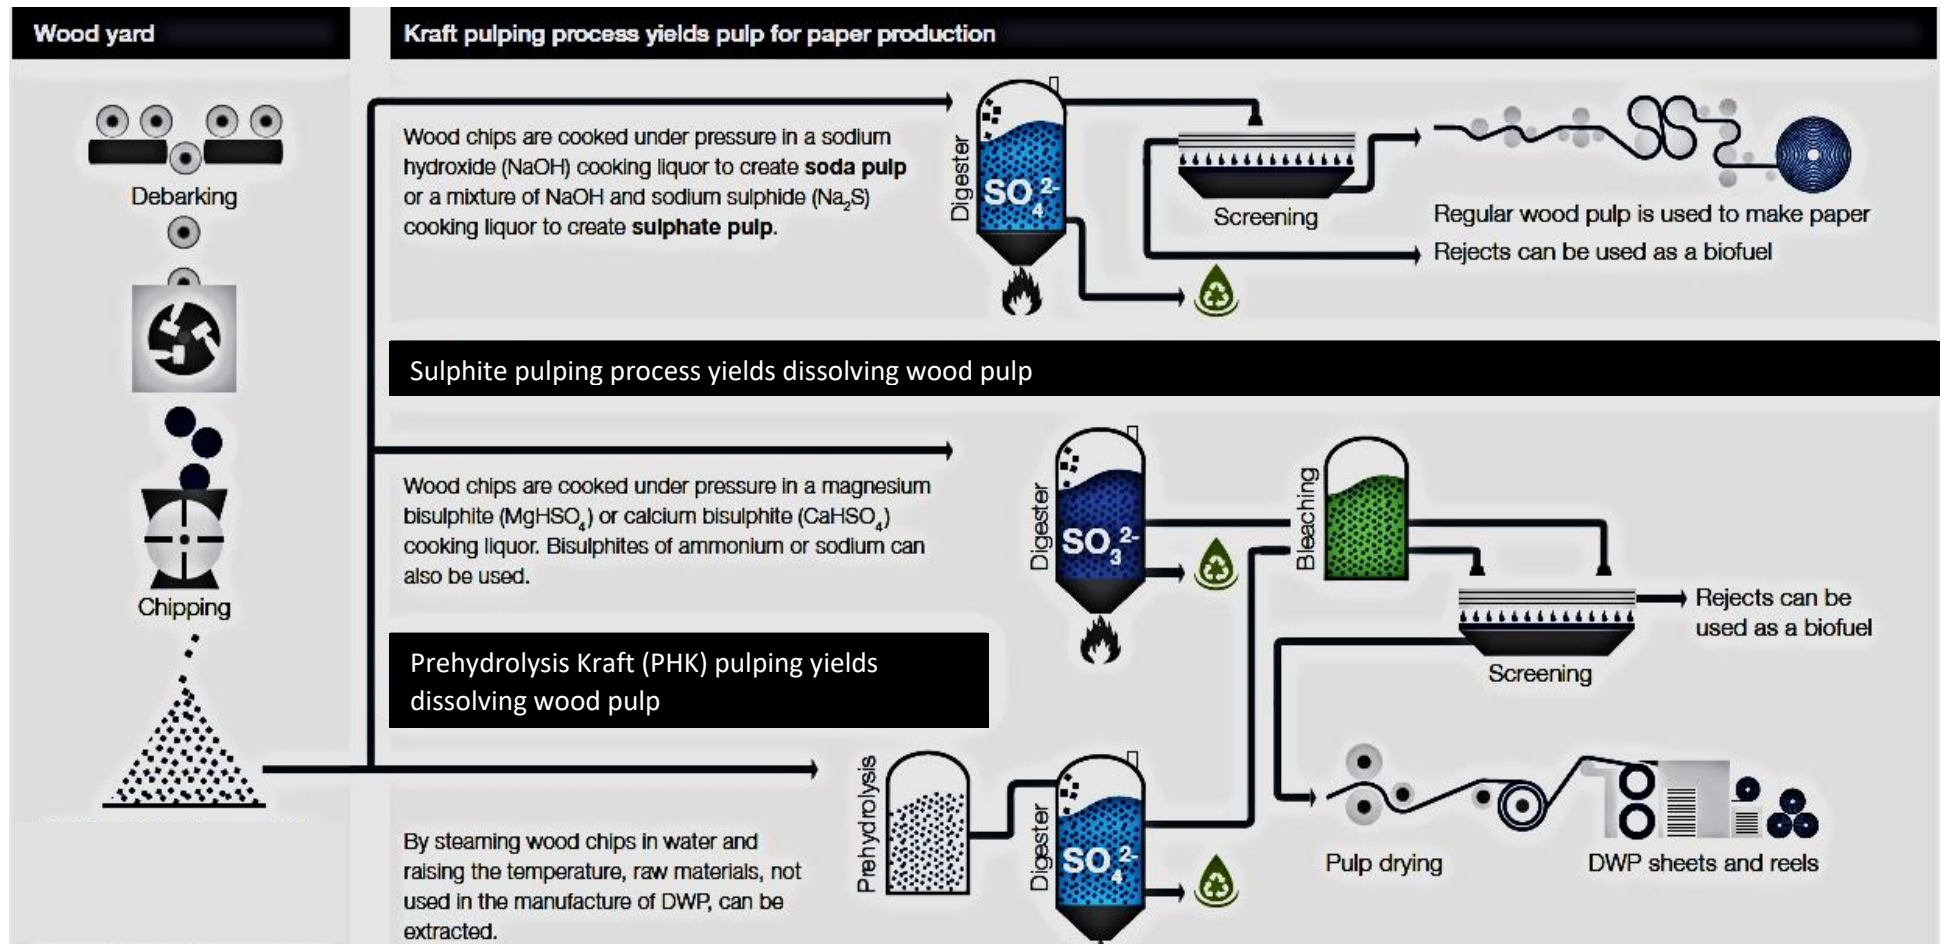 Wood yard
Debarking
Chipping
Kraft pulping process yields pulp for paper production
Wood chips are cooked under pressure in a sodium
hydroxide (NaOH) cooking liquor to create soda pulp
or a mixture of NaOH and sodium sulphide (Na₂S)
cooking liquor to create sulphate pulp.
Digester
SO₄²⁻
Screening
Regular wood pulp is used to make paper
Rejects can be used as a biofuel
Sulphite pulping process yields dissolving wood pulp
Wood chips are cooked under pressure in a magnesium
bisulphite (MgHSO₄) or calcium bisulphite (CaHSO₄)
cooking liquor. Bisulphites of ammonium or sodium can
also be used.
Digester
SO₃²⁻
Bleaching
Rejects can be
used as a biofuel
Screening
Prehydrolysis Kraft (PHK) pulping yields
dissolving wood pulp
By steaming wood chips in water and
raising the temperature, raw materials, not
used in the manufacture of DWP, can be
extracted.
Prehydrolysis
Digester
SO₄²⁻
Pulp drying
DWP sheets and reels